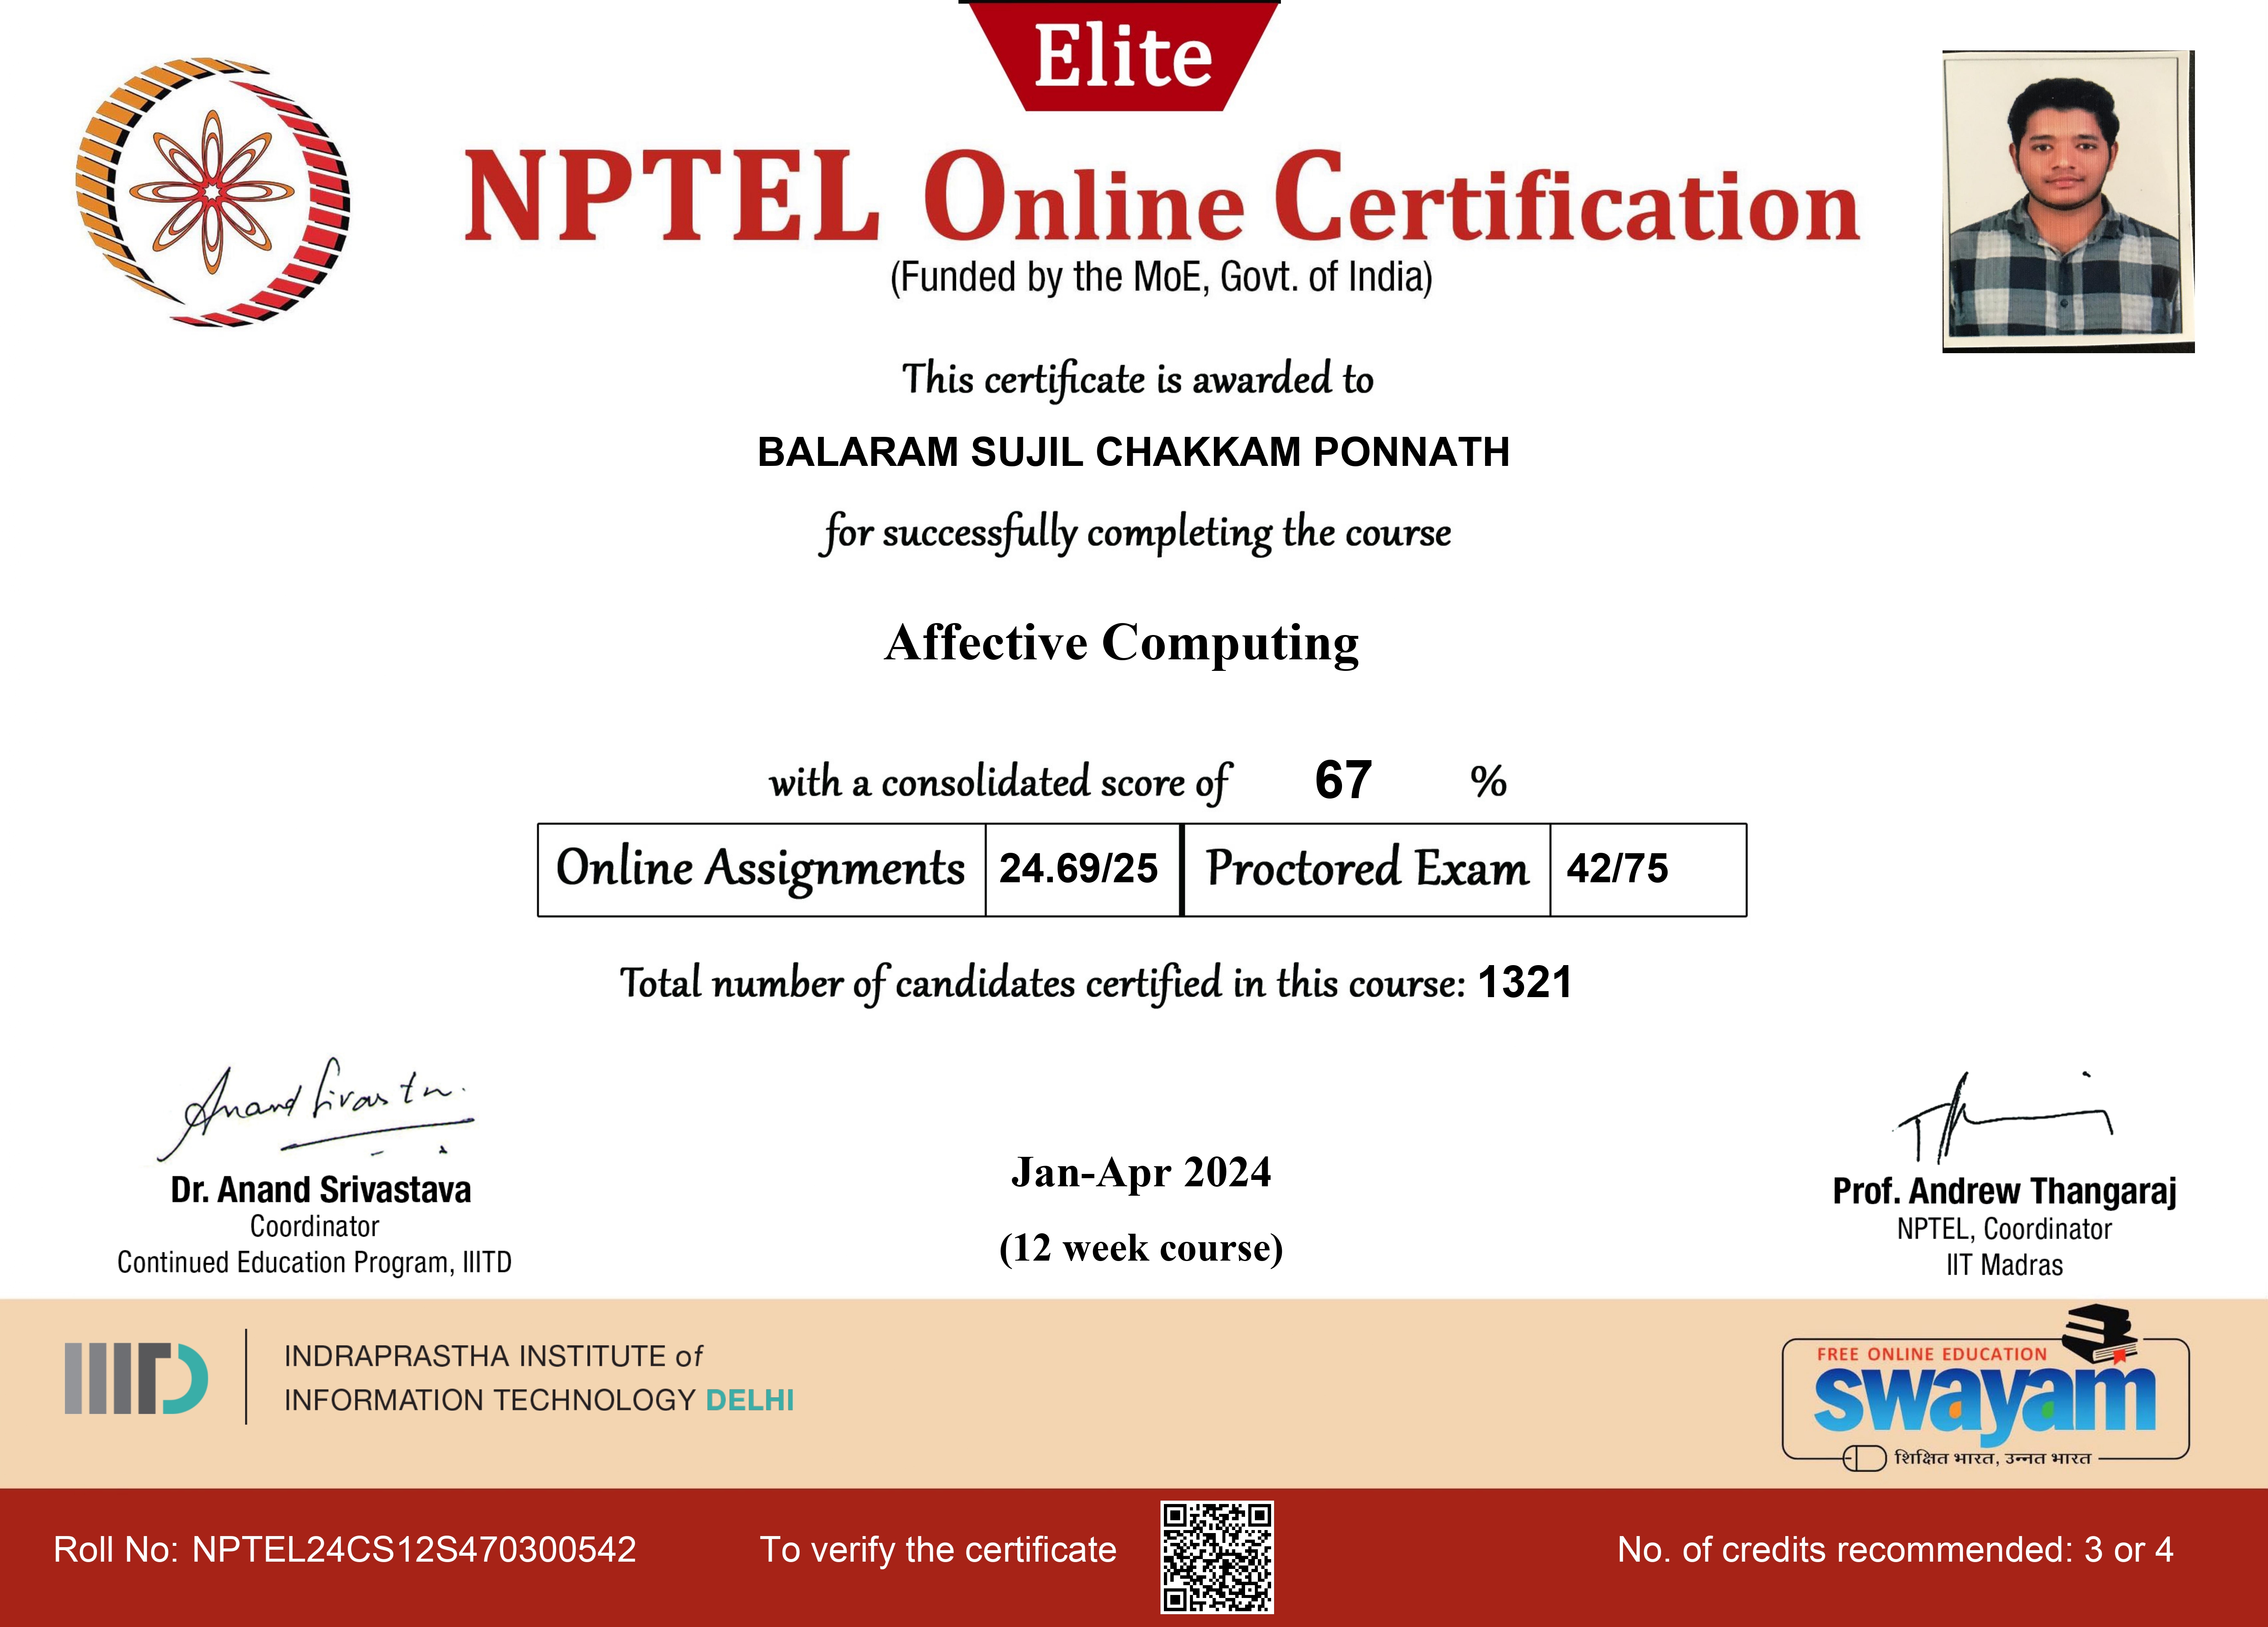 Elite
NPTEL Online Certification
(Funded by the MoE, Govt. of India)
This certificate is awarded to
BALARAM SUJIL CHAKKAM PONNATH
for successfully completing the course
Affective Computing
with a consolidated score of 67 %
Online Assignments 24.69/25 Proctored Exam 42/75
Total number of candidates certified in this course: 1321
Dr. Anand Srivastava
Coordinator
Continued Education Program, IIITD
Jan-Apr 2024
(12 week course)
Prof. Andrew Thangaraj
NPTEL, Coordinator
IIT Madras
IIITD
INDRAPRASTHA INSTITUTE of
INFORMATION TECHNOLOGY DELHI
FREE ONLINE EDUCATION
swayam
शिक्षित भारत, उन्नत भारत
Roll No: NPTEL24CS12S470300542 To verify the certificate No. of credits recommended: 3 or 4